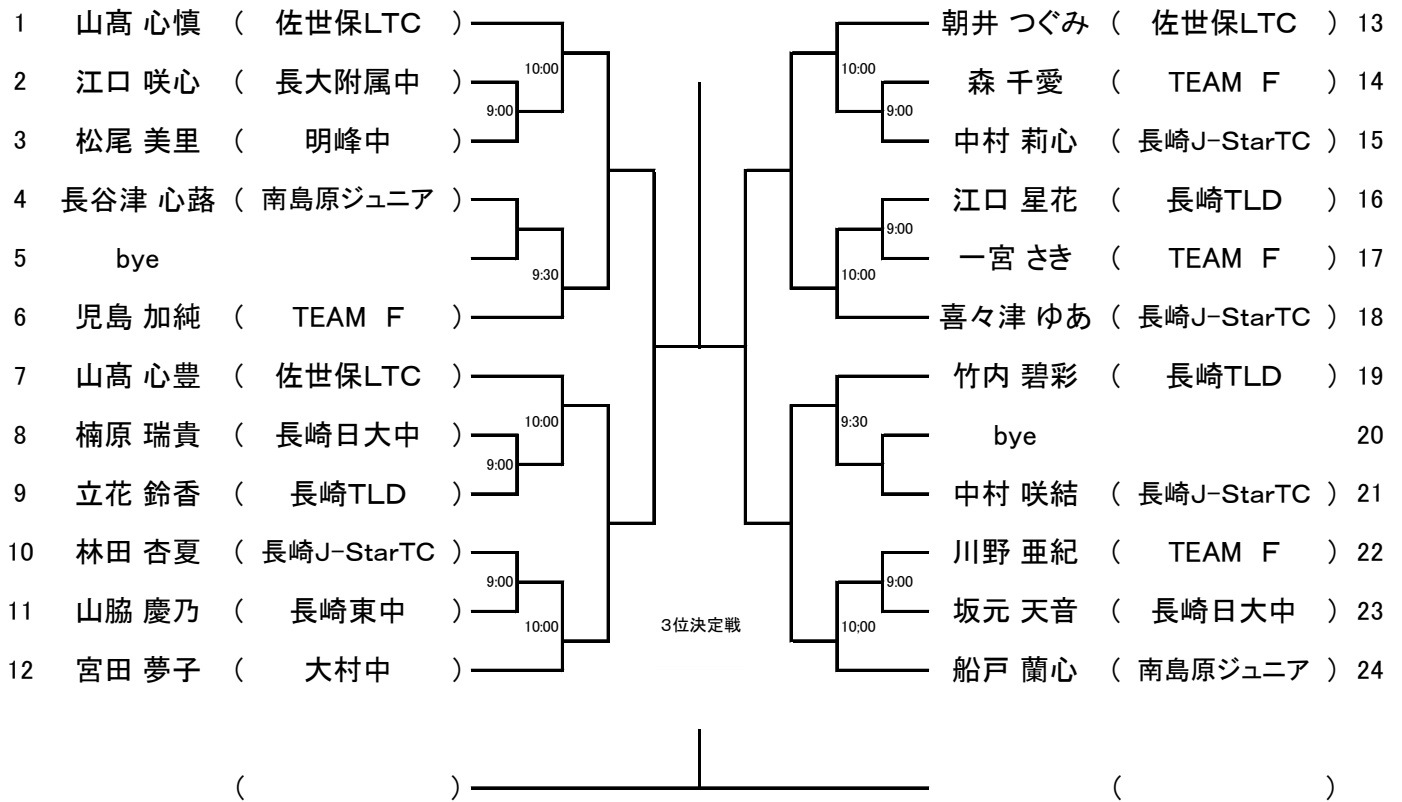 1 山髙 心慎 ( 佐世保LTC )
2 江口 咲心 ( 長大附属中 )
3 松尾 美里 ( 明峰中 )
4 長谷津 心蕗 ( 南島原ジュニア )
5 bye
6 児島 加純 ( TEAM F )
7 山髙 心豊 ( 佐世保LTC )
8 楠原 瑞貴 ( 長崎日大中 )
9 立花 鈴香 ( 長崎TLD )
10 林田 杏夏 ( 長崎J-StarTC )
11 山脇 慶乃 ( 長崎東中 )
12 宮田 夢子 ( 大村中 )
10:00
9:00
9:30
10:00
9:00
9:00
10:00
3位決定戦
10:00
9:00
9:00
10:00
9:30
9:00
10:00
朝井 つぐみ ( 佐世保LTC ) 13
森 千愛 ( TEAM F ) 14
中村 莉心 ( 長崎J-StarTC ) 15
江口 星花 ( 長崎TLD ) 16
一宮 さき ( TEAM F ) 17
喜々津 ゆあ ( 長崎J-StarTC ) 18
竹内 碧彩 ( 長崎TLD ) 19
bye 20
中村 咲結 ( 長崎J-StarTC ) 21
川野 亜紀 ( TEAM F ) 22
坂元 天音 ( 長崎日大中 ) 23
船戸 蘭心 ( 南島原ジュニア ) 24
( ) ( )